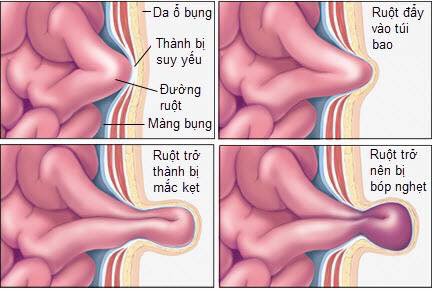 Da ổ bụng
Thành bị
suy yếu
Đường
ruột
Màng bụng
Ruột đẩy
vào túi
bao
Ruột trở
thành bị
mắc kẹt
Ruột trở
nên bị
bóp nghẹt